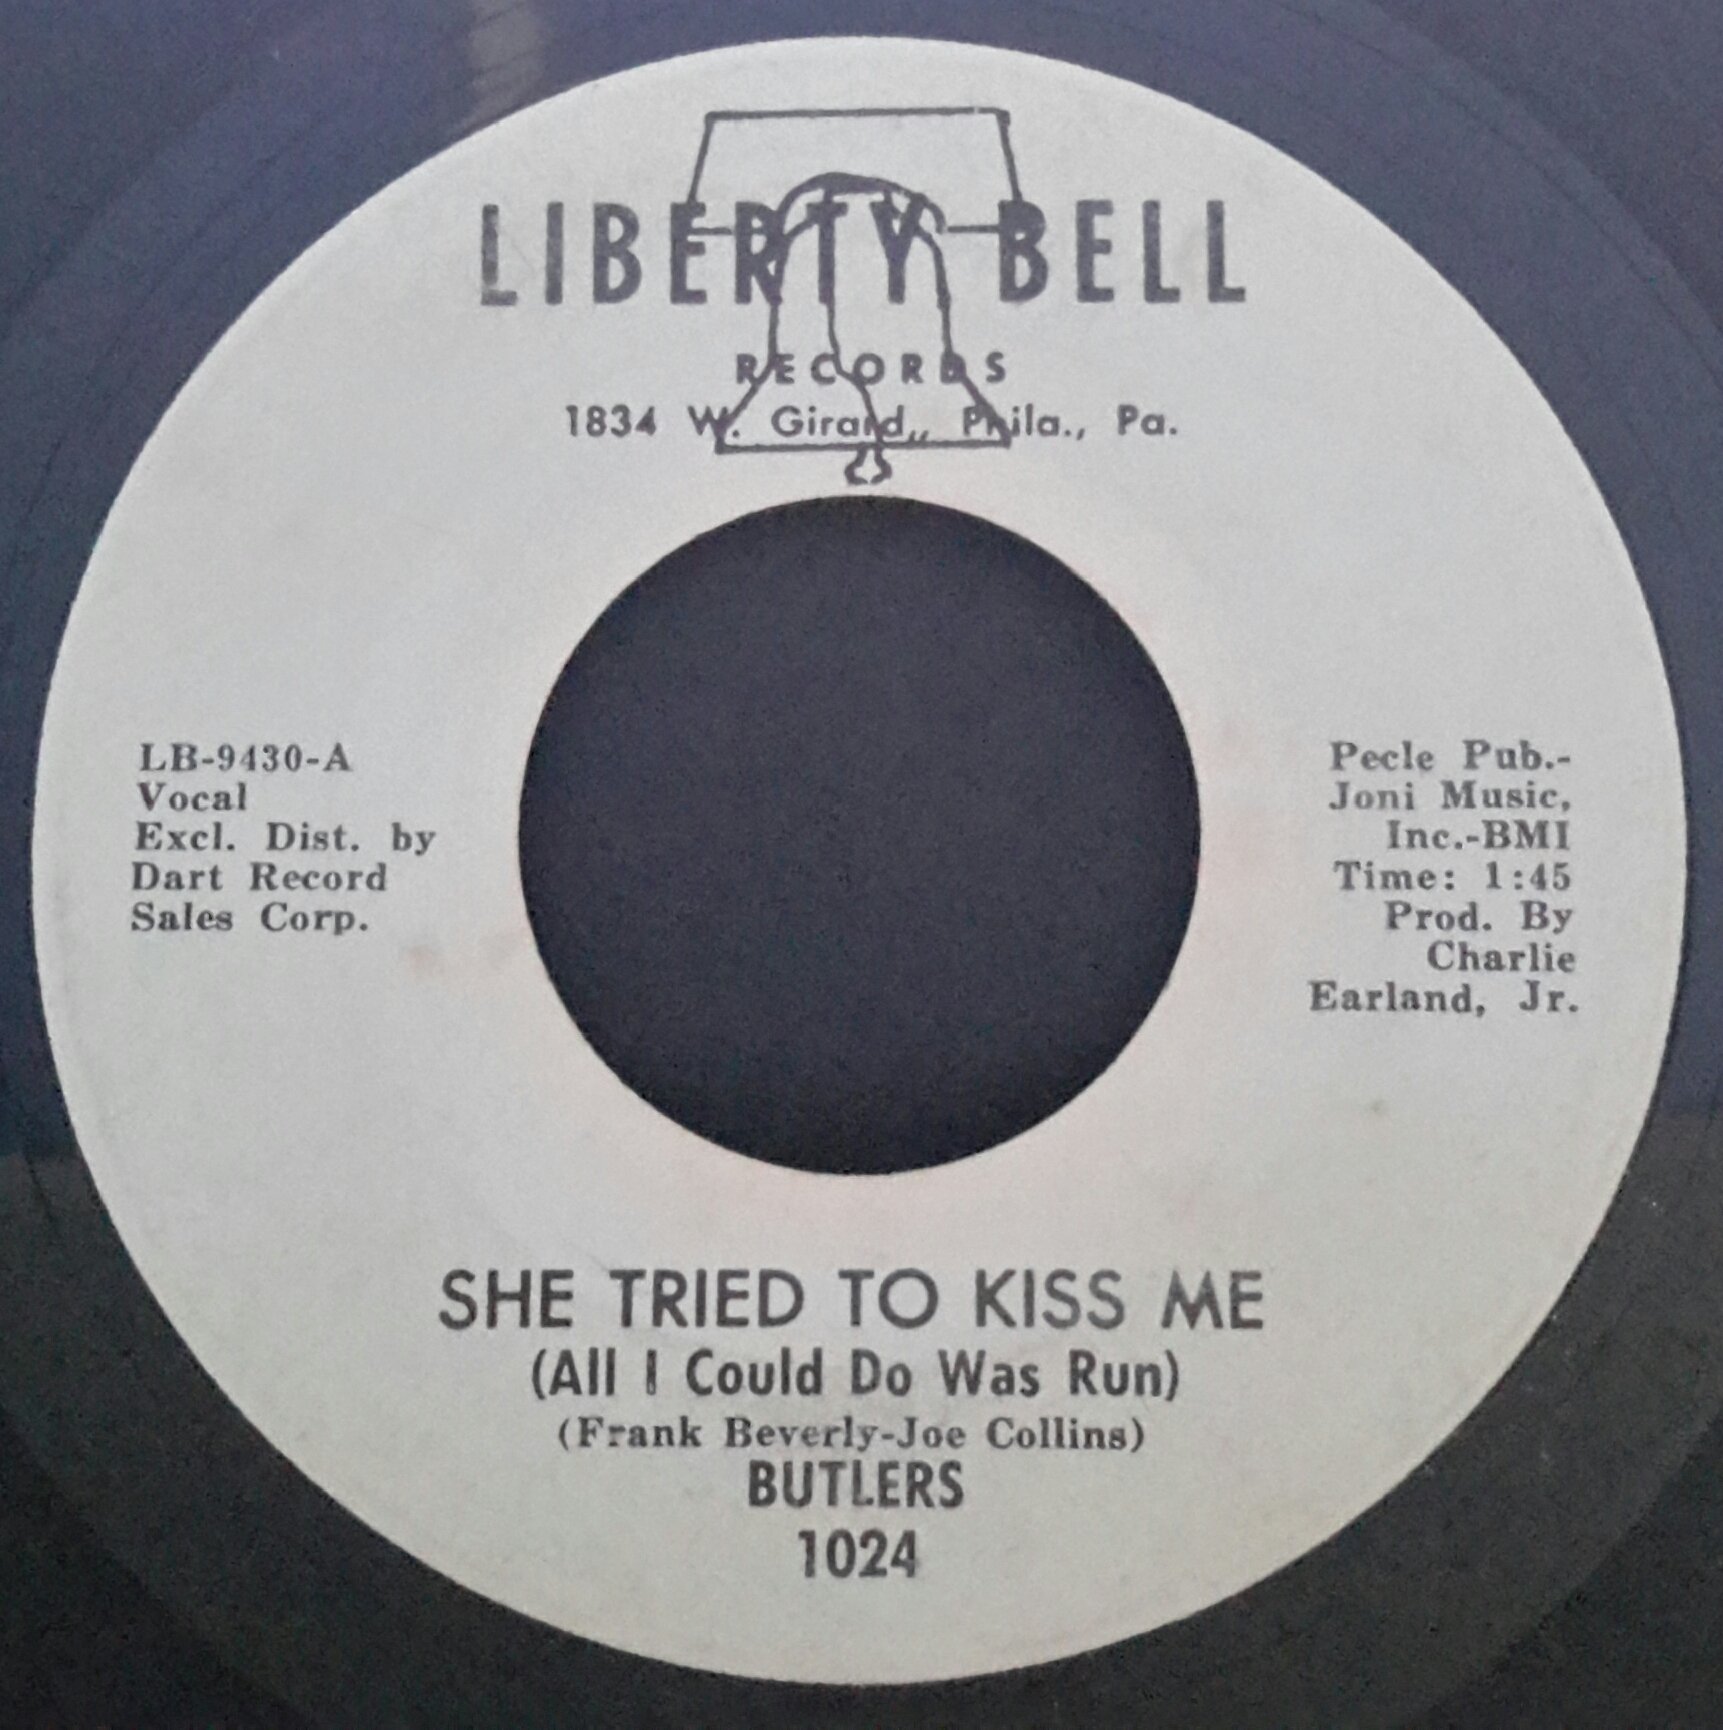 LIBERTY BELL
RECORDS
1834 W. Girard,, Phila., Pa.
LB-9430-A
Vocal
Excl. Dist. by
Dart Record
Sales Corp.
Pecle Pub.-
Joni Music,
Inc.-BMI
Time: 1:45
Prod. By
Charlie
Earland, Jr.
SHE TRIED TO KISS ME
(All I Could Do Was Run)
(Frank Beverly-Joe Collins)
BUTLERS
1024